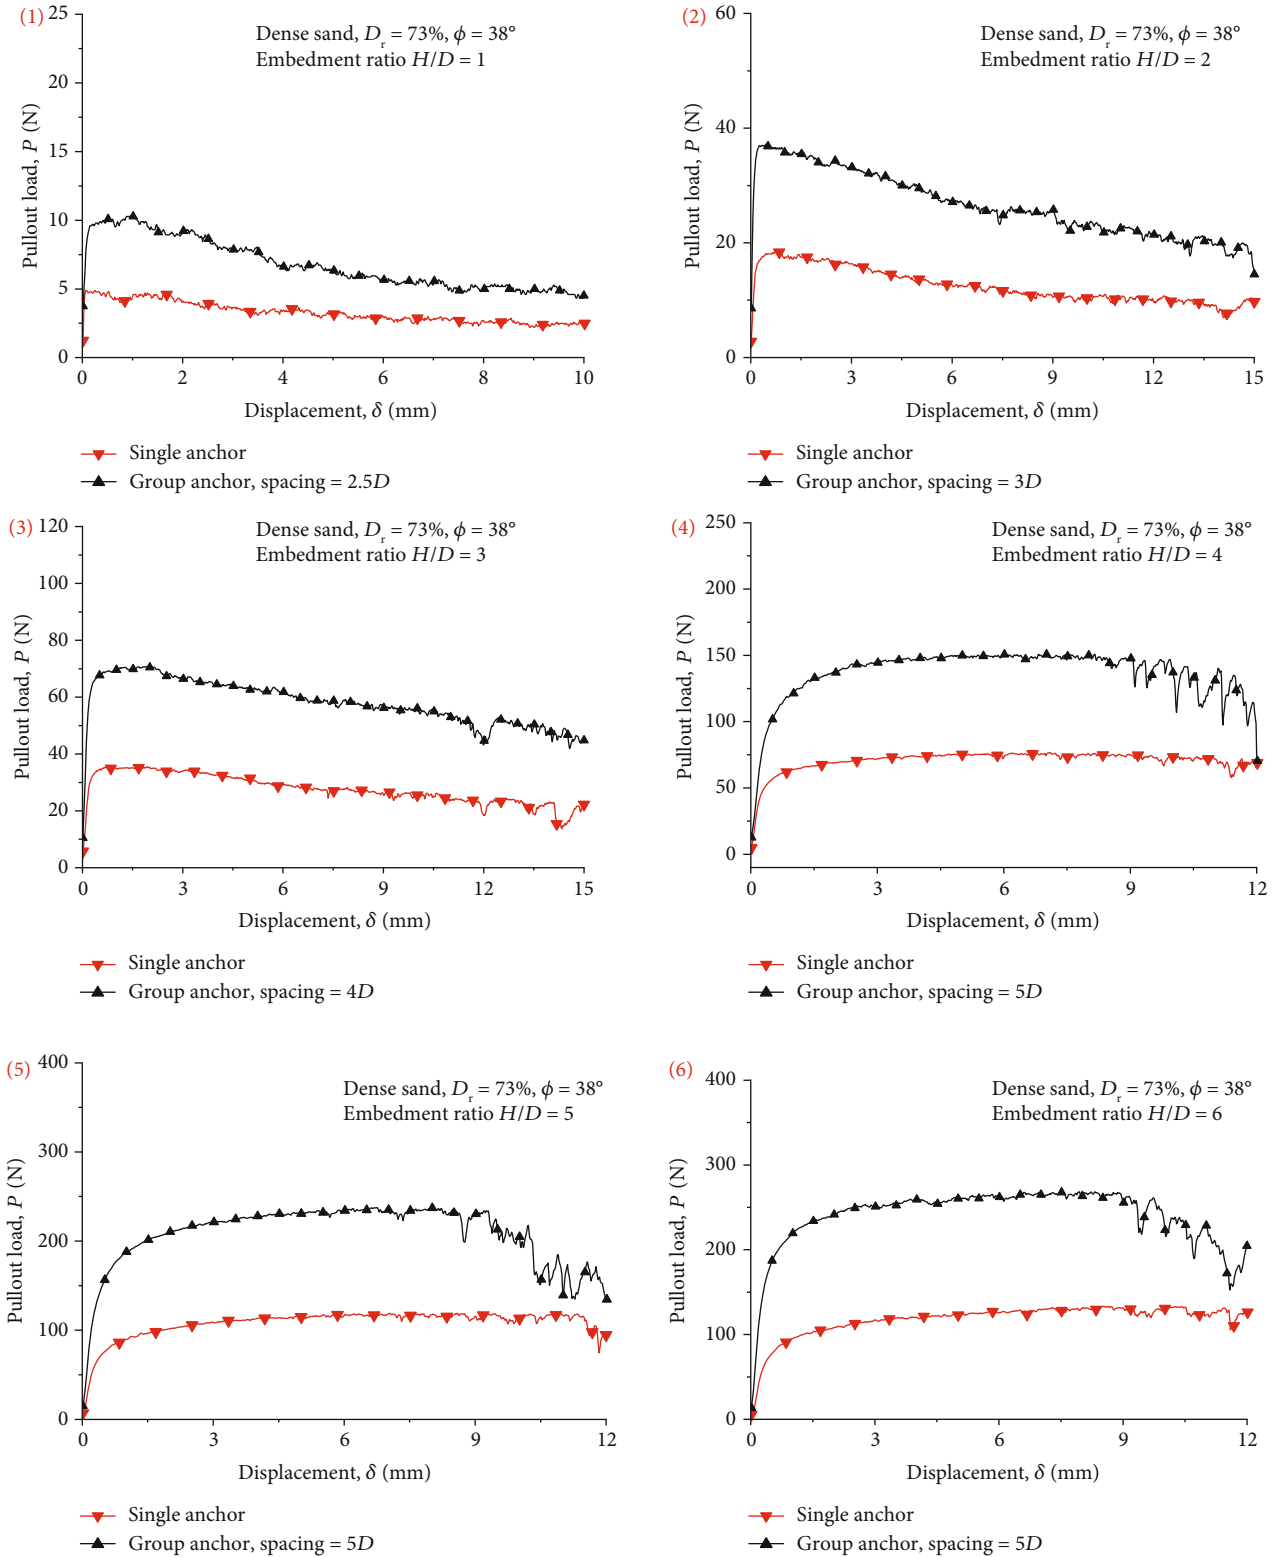 (1)
Dense sand, Dr = 73%, ϕ = 38°
Embedment ratio H/D = 1
25
20
15
10
5
0
Pullout load, P (N)
0 2 4 6 8 10
Displacement, δ (mm)
Single anchor
Group anchor, spacing = 2.5D
(2)
Dense sand, Dr = 73%, ϕ = 38°
Embedment ratio H/D = 2
60
40
20
0
Pullout load, P (N)
0 3 6 9 12 15
Displacement, δ (mm)
Single anchor
Group anchor, spacing = 3D
(3)
Dense sand, Dr = 73%, ϕ = 38°
Embedment ratio H/D = 3
120
100
80
60
40
20
0
Pullout load, P (N)
0 3 6 9 12 15
Displacement, δ (mm)
Single anchor
Group anchor, spacing = 4D
(4)
Dense sand, Dr = 73%, ϕ = 38°
Embedment ratio H/D = 4
250
200
150
100
50
0
Pullout load, P (N)
0 3 6 9 12
Displacement, δ (mm)
Single anchor
Group anchor, spacing = 5D
(5)
Dense sand, Dr = 73%, ϕ = 38°
Embedment ratio H/D = 5
400
300
200
100
0
Pullout load, P (N)
0 3 6 9 12
Displacement, δ (mm)
Single anchor
Group anchor, spacing = 5D
(6)
Dense sand, Dr = 73%, ϕ = 38°
Embedment ratio H/D = 6
400
300
200
100
0
Pullout load, P (N)
0 3 6 9 12
Displacement, δ (mm)
Single anchor
Group anchor, spacing = 5D